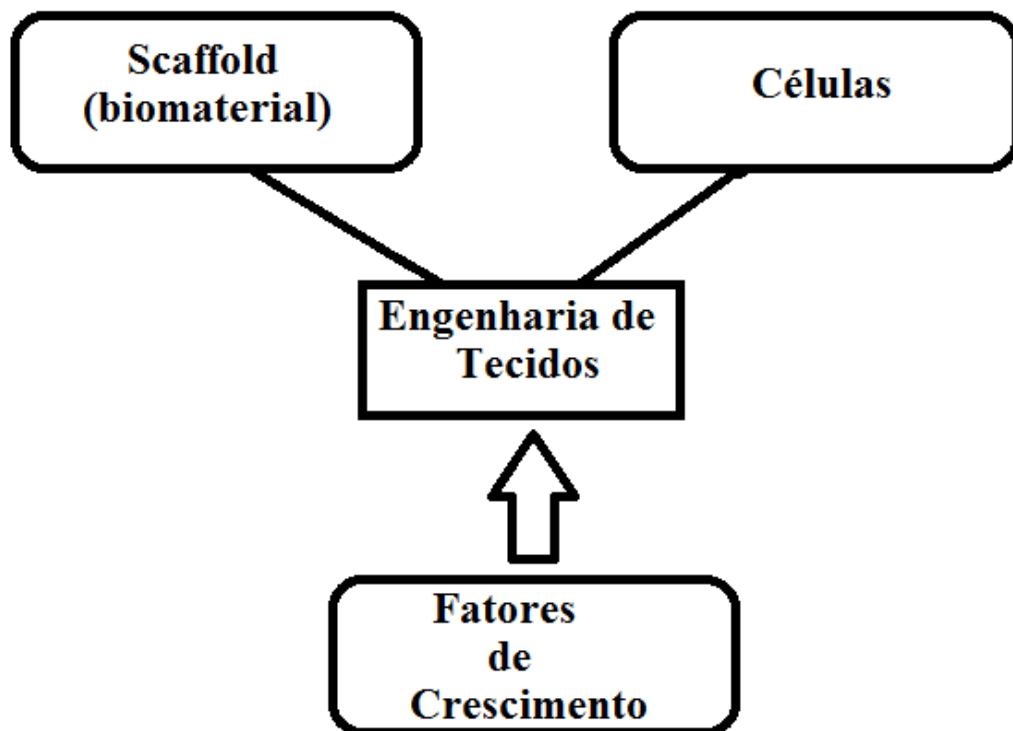 Scaffold
(biomaterial)
Células
Engenharia de
Tecidos
Fatores
de
Crescimento